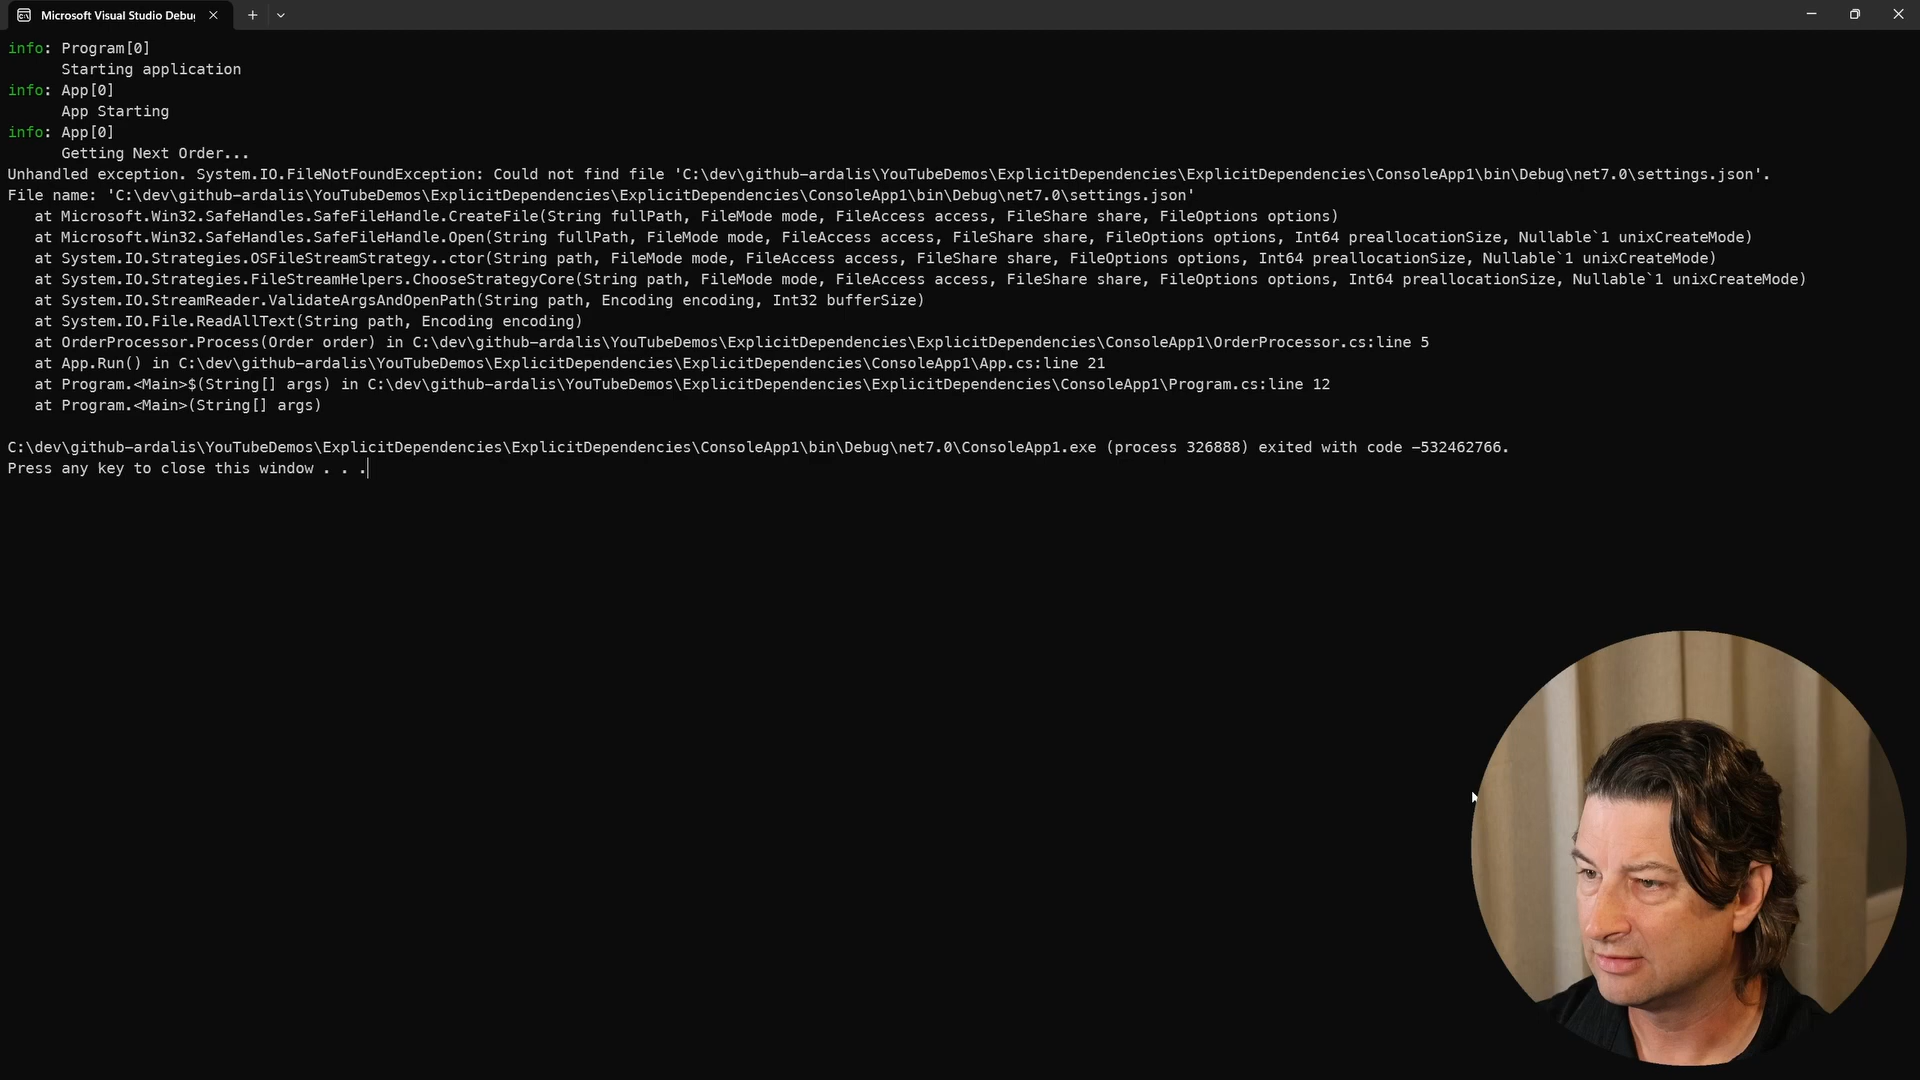 Microsoft Visual Studio Debu
info: Program[0]
      Starting application
info: App[0]
      App Starting
info: App[0]
      Getting Next Order...
Unhandled exception. System.IO.FileNotFoundException: Could not find file 'C:\dev\github-ardalis\YouTubeDemos\ExplicitDependencies\ExplicitDependencies\ConsoleApp1\bin\Debug\net7.0\settings.json'.
File name: 'C:\dev\github-ardalis\YouTubeDemos\ExplicitDependencies\ExplicitDependencies\ConsoleApp1\bin\Debug\net7.0\settings.json'
   at Microsoft.Win32.SafeHandles.SafeFileHandle.CreateFile(String fullPath, FileMode mode, FileAccess access, FileShare share, FileOptions options)
   at Microsoft.Win32.SafeHandles.SafeFileHandle.Open(String fullPath, FileMode mode, FileAccess access, FileShare share, FileOptions options, Int64 preallocationSize, Nullable`1 unixCreateMode)
   at System.IO.Strategies.OSFileStreamStrategy..ctor(String path, FileMode mode, FileAccess access, FileShare share, FileOptions options, Int64 preallocationSize, Nullable`1 unixCreateMode)
   at System.IO.Strategies.FileStreamHelpers.ChooseStrategyCore(String path, FileMode mode, FileAccess access, FileShare share, FileOptions options, Int64 preallocationSize, Nullable`1 unixCreateMode)
   at System.IO.StreamReader.ValidateArgsAndOpenPath(String path, Encoding encoding, Int32 bufferSize)
   at System.IO.File.ReadAllText(String path, Encoding encoding)
   at OrderProcessor.Process(Order order) in C:\dev\github-ardalis\YouTubeDemos\ExplicitDependencies\ExplicitDependencies\ConsoleApp1\OrderProcessor.cs:line 5
   at App.Run() in C:\dev\github-ardalis\YouTubeDemos\ExplicitDependencies\ExplicitDependencies\ConsoleApp1\App.cs:line 21
   at Program.<Main>$(String[] args) in C:\dev\github-ardalis\YouTubeDemos\ExplicitDependencies\ExplicitDependencies\ConsoleApp1\Program.cs:line 12
   at Program.<Main>(String[] args)
C:\dev\github-ardalis\YouTubeDemos\ExplicitDependencies\ExplicitDependencies\ConsoleApp1\bin\Debug\net7.0\ConsoleApp1.exe (process 326888) exited with code -532462766.
Press any key to close this window . . .